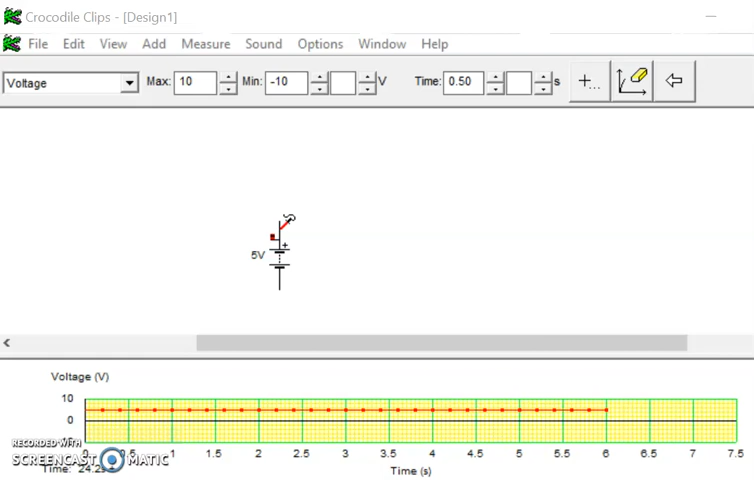 Crocodile Clips - [Design1]
File Edit View Add Measure Sound Options Window Help
Voltage Max: 10 Min: -10 V Time: 0.50 s
+...
+
5V
Voltage (V)
10
0
0.5 1 1.5 2 2.5 3 3.5 4 4.5 5 5.5 6 6.5 7 7.5
RECORDED WITH
SCREENCAST MATIC
Time (s)